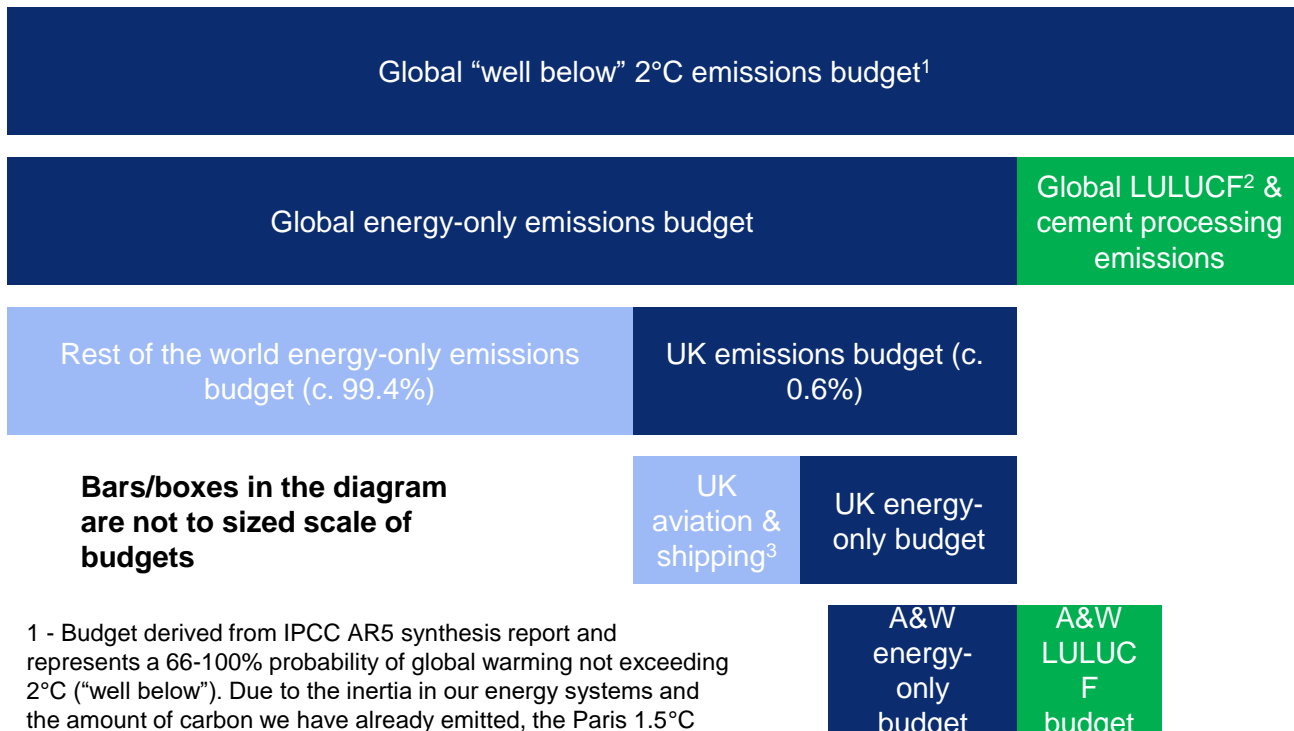 Global “well below” 2°C emissions budget¹
Global energy-only emissions budget
Global LULUCF² &
cement processing
emissions
Rest of the world energy-only emissions
budget (c. 99.4%)
UK emissions budget (c.
0.6%)
Bars/boxes in the diagram
are not to sized scale of
budgets
UK
aviation &
shipping³
UK energy-
only budget
1 - Budget derived from IPCC AR5 synthesis report and
represents a 66-100% probability of global warming not exceeding
2°C (“well below”). Due to the inertia in our energy systems and
the amount of carbon we have already emitted, the Paris 1.5°C
A&W
energy-
only
budget
A&W
LULUC
F
budget